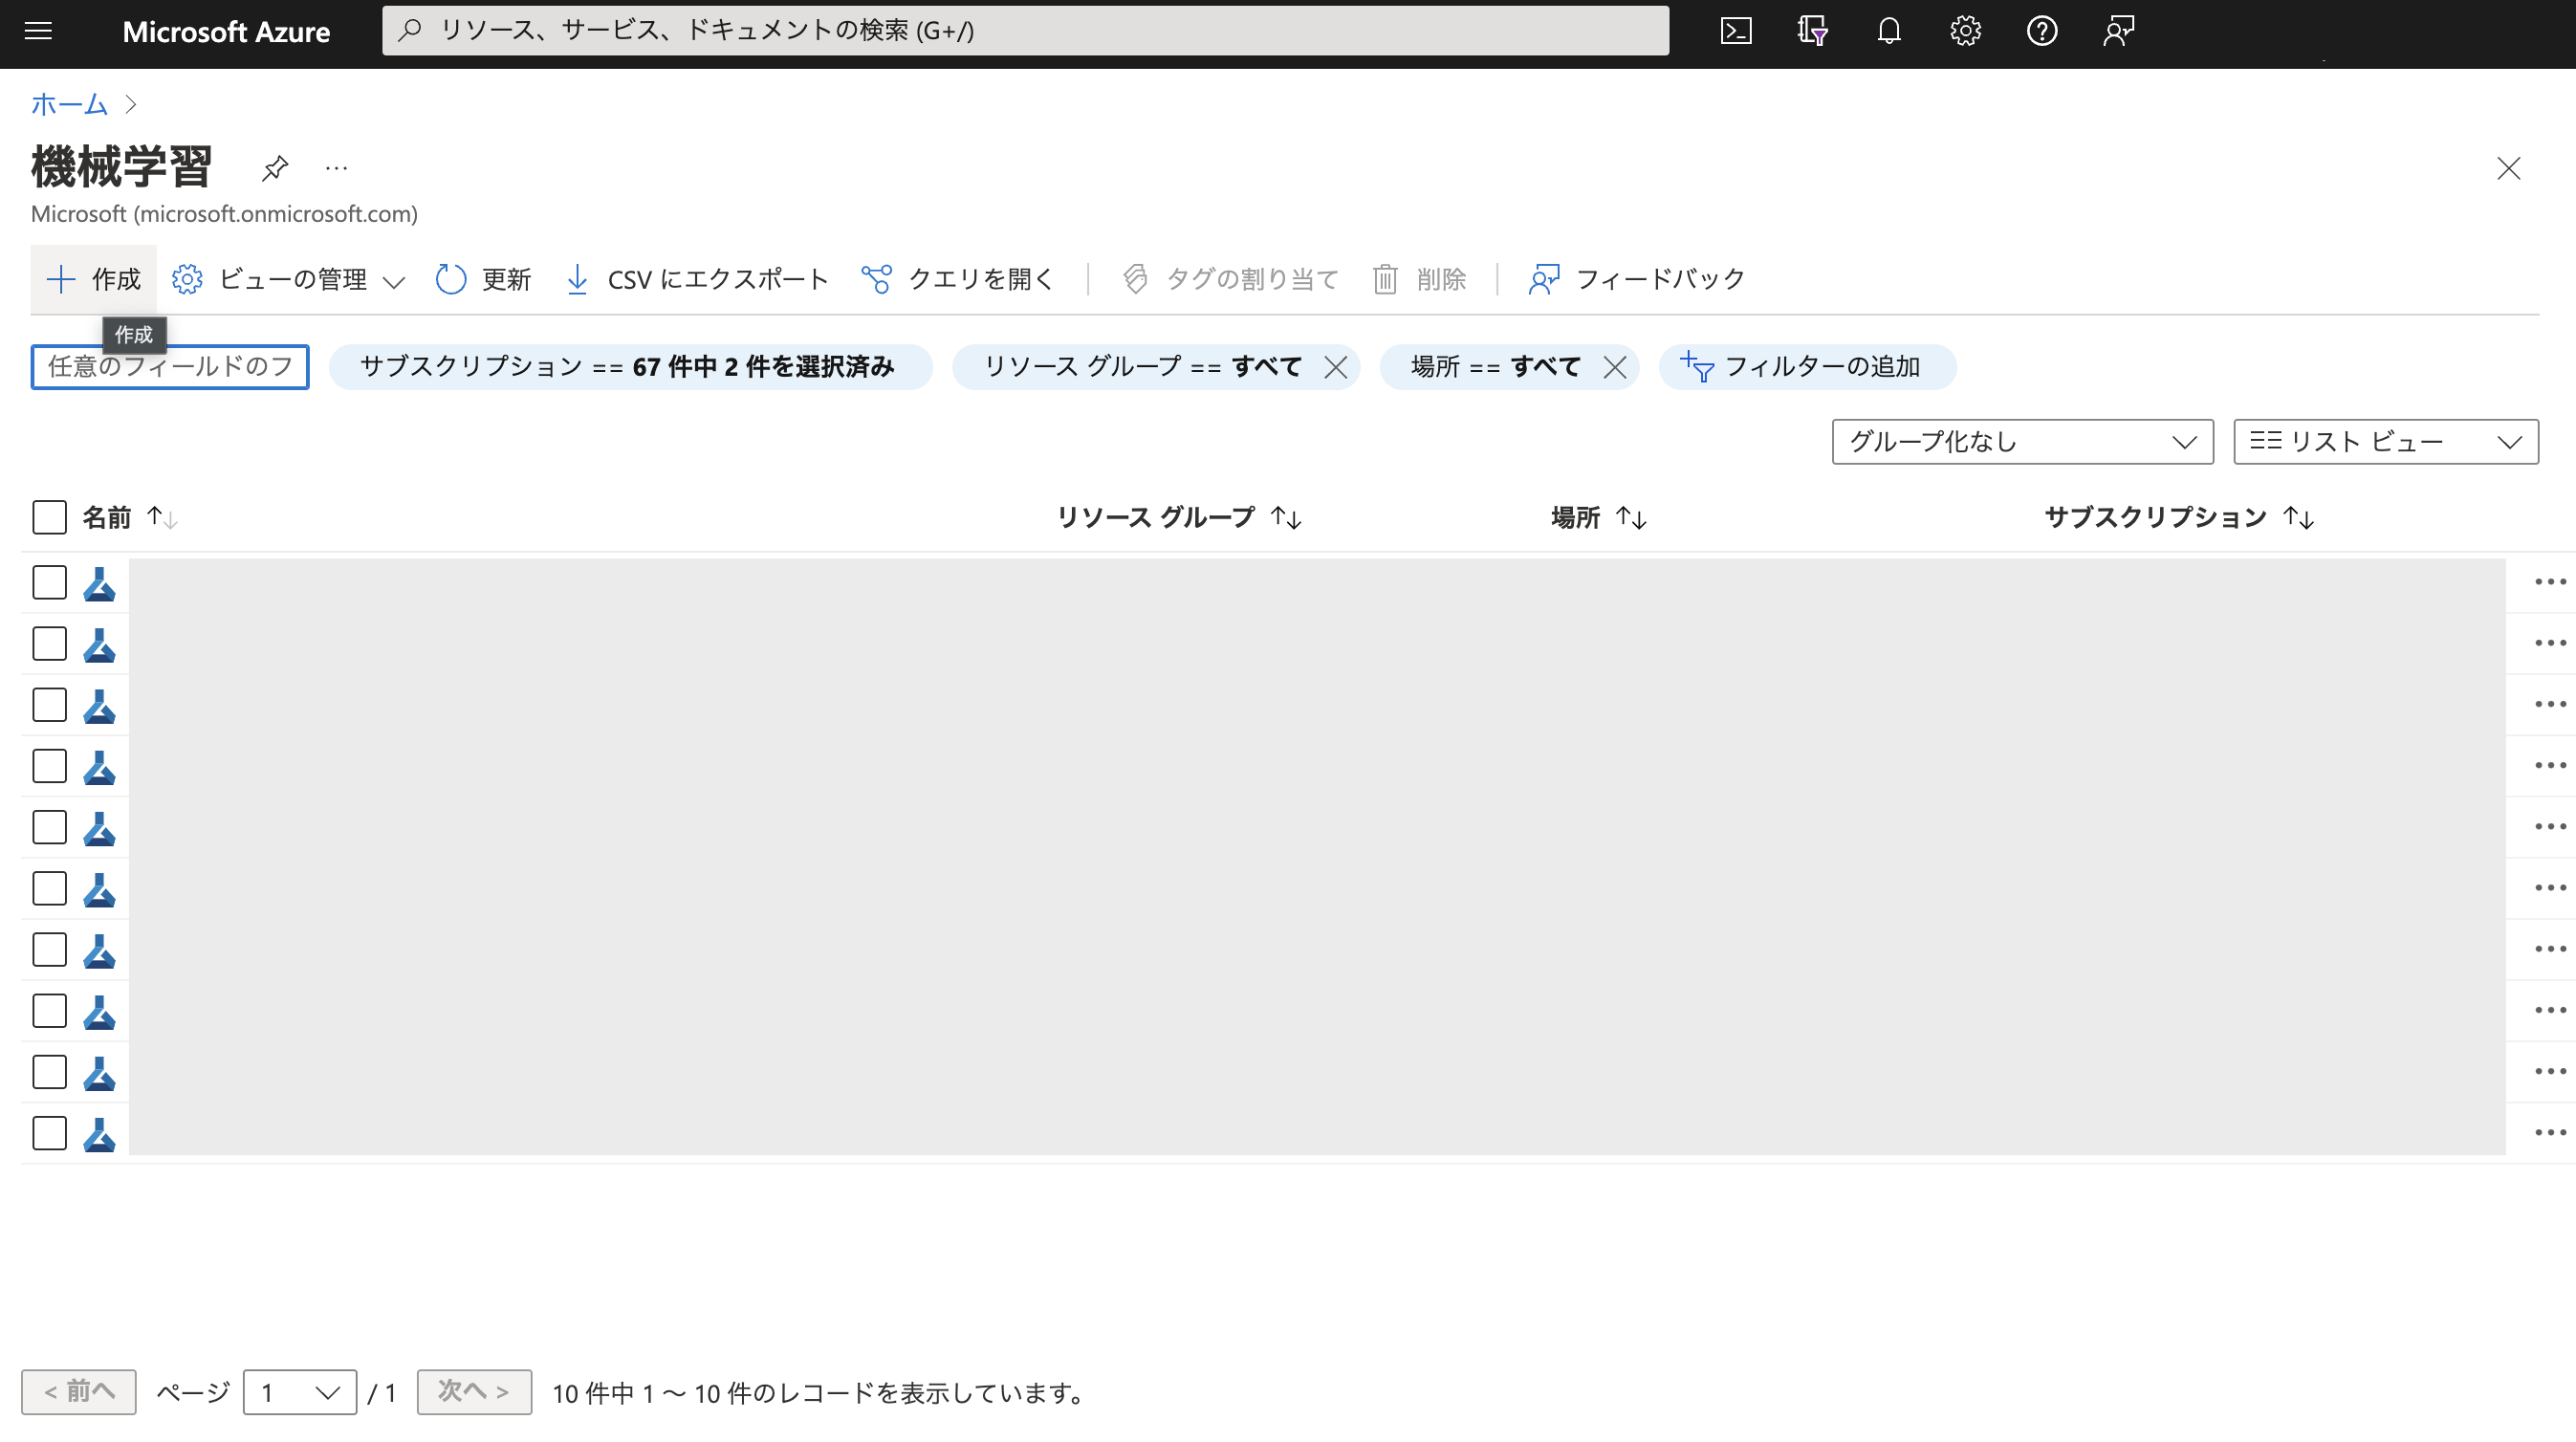 Microsoft Azure
リソース、サービス、ドキュメントの検索 (G+/)
ホーム >
機械学習
Microsoft (microsoft.onmicrosoft.com)
作成 ビューの管理 更新 CSV にエクスポート クエリを開く タグの割り当て 削除 フィードバック
作成
任意のフィールドのフ サブスクリプション == 67 件中 2 件を選択済み リソース グループ == すべて 場所 == すべて フィルターの追加
グループ化なし リスト ビュー
名前 リソース グループ 場所 サブスクリプション
< 前へ ページ 1 / 1 次へ > 10 件中 1 ～ 10 件のレコードを表示しています。